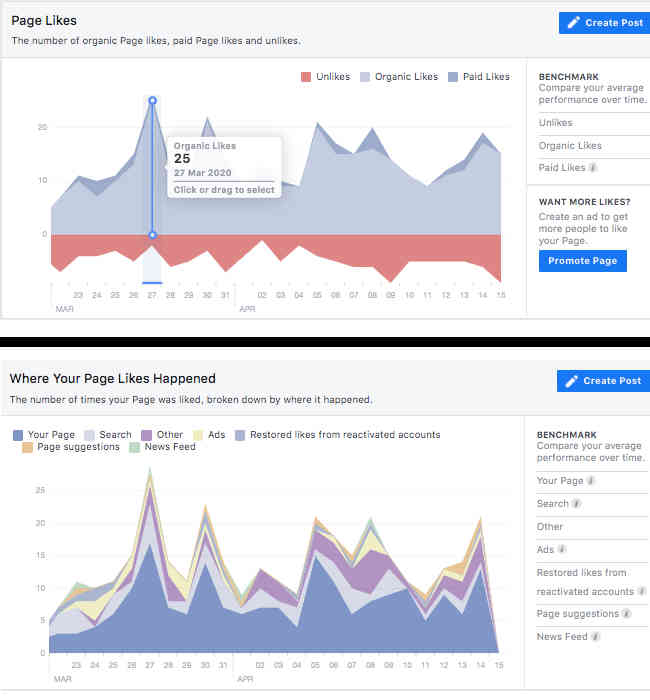 Page Likes
Create Post
The number of organic Page likes, paid Page likes and unlikes.
Unlikes Organic Likes Paid Likes
20
10
0
Organic Likes
25
27 Mar 2020
Click or drag to select
23 24 25 26 27 28 29 30 31 02 03 04 05 06 07 08 09 10 11 12 13 14 15
MAR APR
BENCHMARK
Compare your average
performance over time.
Unlikes
Organic Likes
Paid Likes i
WANT MORE LIKES?
Create an ad to get
more people to like
your Page.
Promote Page
Where Your Page Likes Happened
Create Post
The number of times your Page was liked, broken down by where it happened.
Your Page Search Other Ads Restored likes from reactivated accounts
Page suggestions News Feed
25
20
15
10
5
0
23 24 25 26 27 28 29 30 31 02 03 04 05 06 07 08 09 10 11 12 13 14 15
MAR APR
BENCHMARK
Compare your average
performance over time.
Your Page i
Search i
Other
Ads i
Restored likes from
reactivated accounts i
Page suggestions i
News Feed i